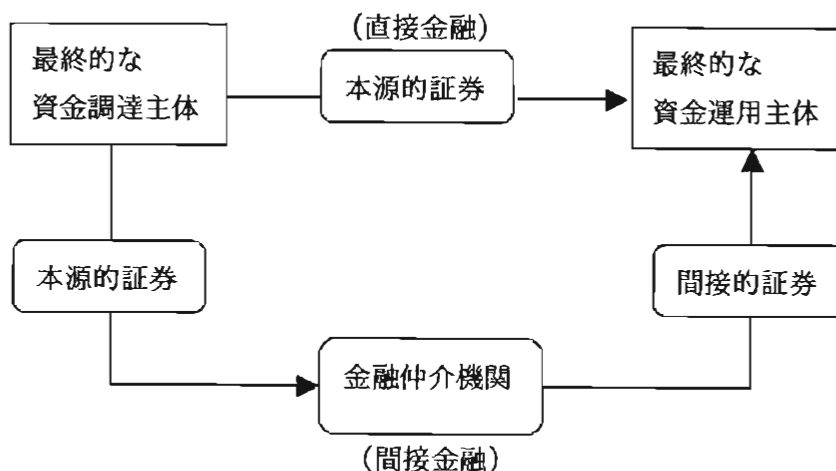 （直接金融）
最終的な
資金調達主体
本源的証券
最終的な
資金運用主体
本源的証券
間接的証券
金融仲介機関
（間接金融）